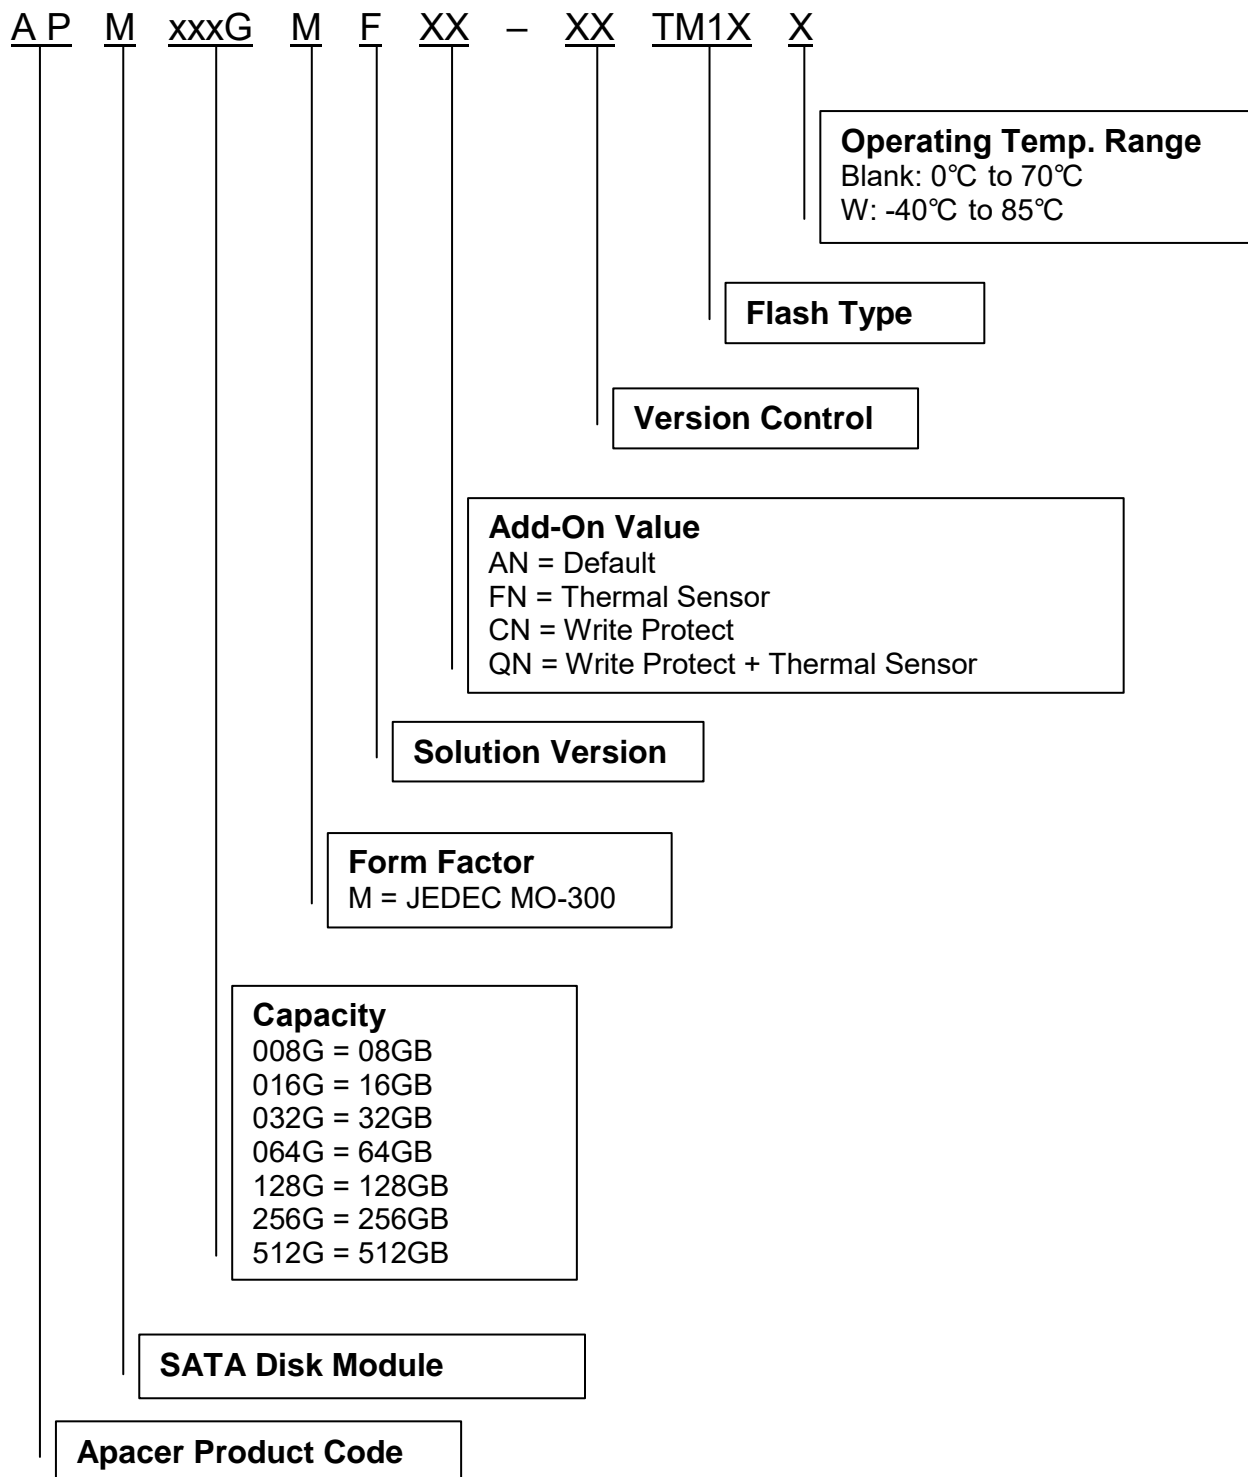 A P M xxxG M F XX – XX TM1X X
Operating Temp. Range
Blank: 0℃ to 70℃
W: -40℃ to 85℃
Flash Type
Version Control
Add-On Value
AN = Default
FN = Thermal Sensor
CN = Write Protect
QN = Write Protect + Thermal Sensor
Solution Version
Form Factor
M = JEDEC MO-300
Capacity
008G = 08GB
016G = 16GB
032G = 32GB
064G = 64GB
128G = 128GB
256G = 256GB
512G = 512GB
SATA Disk Module
Apacer Product Code